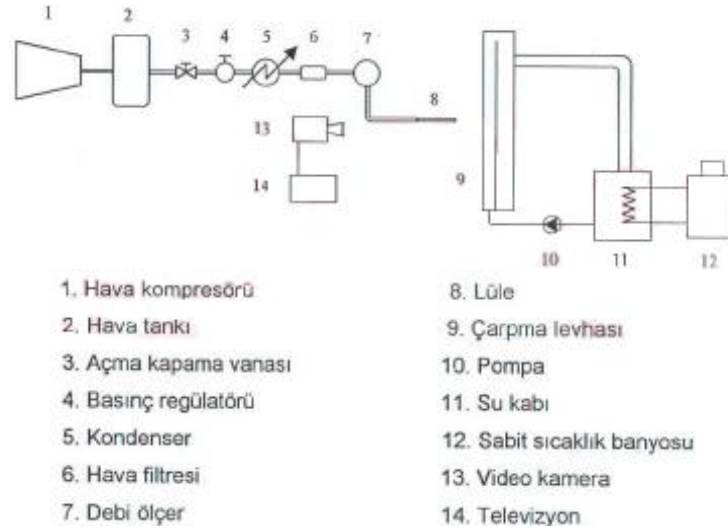 1
2
3
4
5
6
7
8
13
14
9
10
11
12
1. Hava kompresörü
2. Hava tankı
3. Açma kapama vanası
4. Basınç regülatörü
5. Kondenser
6. Hava filtresi
7. Debi ölçer
8. Lüle
9. Çarpma levhası
10. Pompa
11. Su kabı
12. Sabit sıcaklık banyosu
13. Video kamera
14. Televizyon